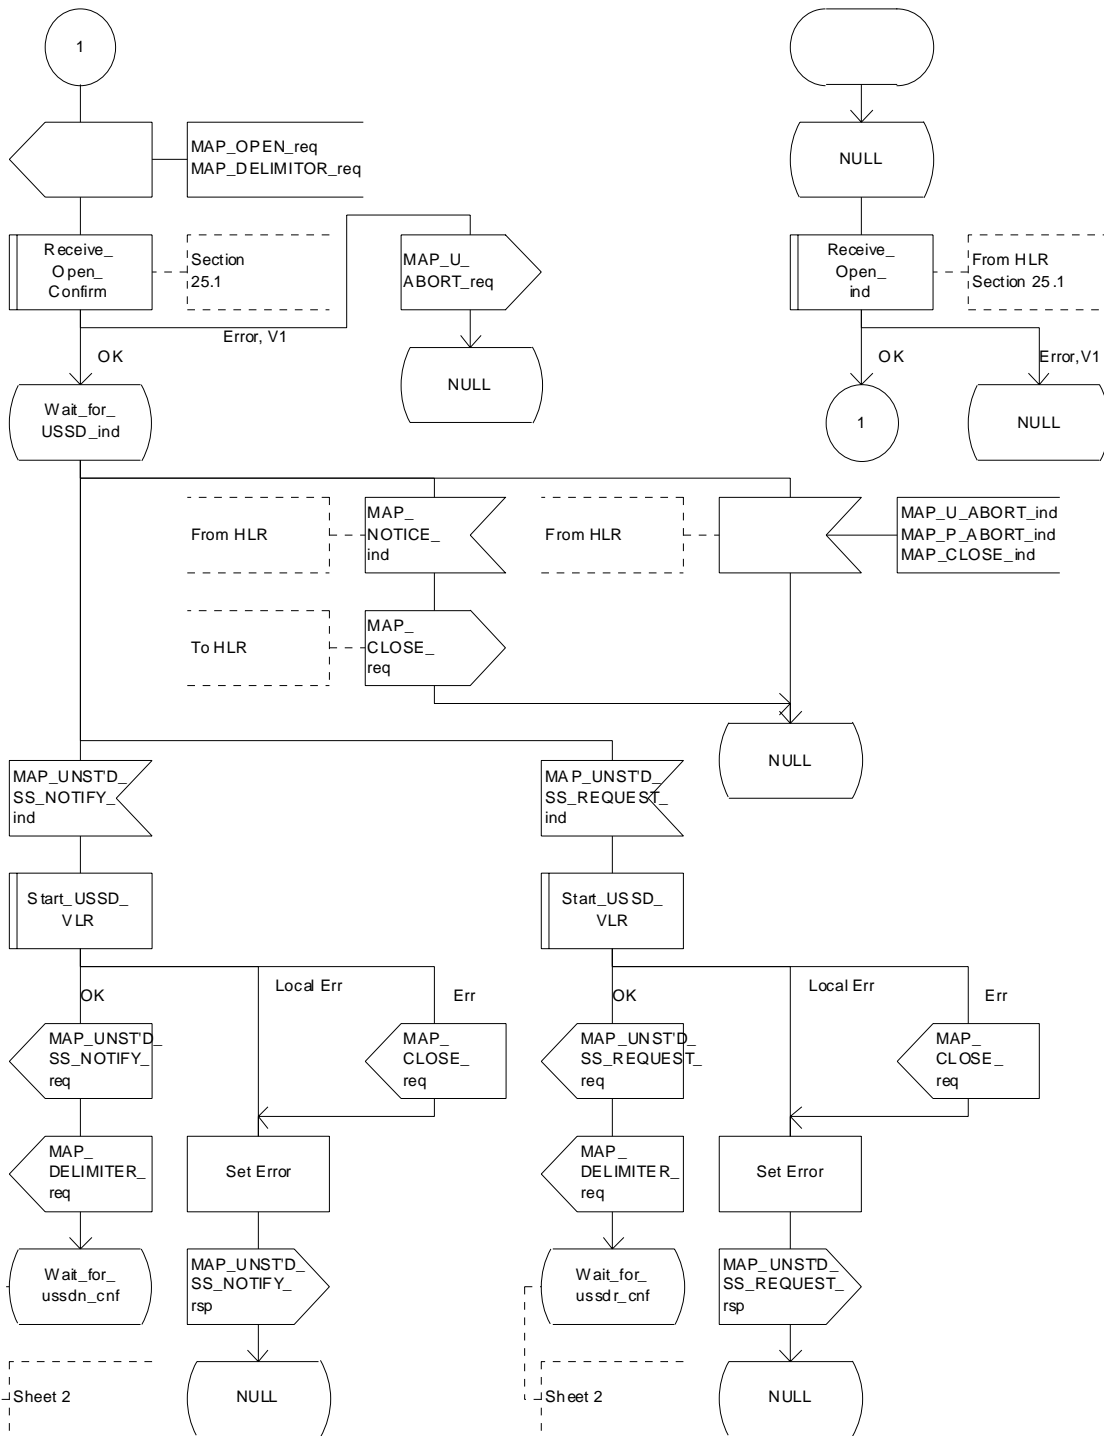 1
MAP_OPEN_req
MAP_DELIMITOR_req
NULL
Receive_
Open_
Confirm
Section
25.1
MAP_U_
ABORT_req
Receive_
Open_
ind
From HLR
Section 25.1
Error, V1
OK
NULL
OK
Error,V1
Wait_for_
USSD_ind
1
NULL
From HLR
MAP_
NOTICE_
ind
From HLR
MAP_U_ABORT_ind
MAP_P_ABORT_ind
MAP_CLOSE_ind
To HLR
MAP_
CLOSE_
req
NULL
MAP_UNST'D_
SS_NOTIFY_
ind
MAP_UNST'D_
SS_REQUEST_
ind
Start_USSD_
VLR
Start_USSD_
VLR
OK
Local Err
Err
OK
Local Err
Err
MAP_UNST'D_
SS_NOTIFY_
req
MAP_
CLOSE_
req
MAP_UNST'D_
SS_REQUEST_
req
MAP_
CLOSE_
req
MAP_
DELIMITER_
req
Set Error
MAP_
DELIMITER_
req
Set Error
Wait_for_
ussdn_cnf
MAP_UNST'D_
SS_NOTIFY_
rsp
Wait_for_
ussdr_cnf
MAP_UNST'D_
SS_REQUEST_
rsp
Sheet 2
NULL
Sheet 2
NULL